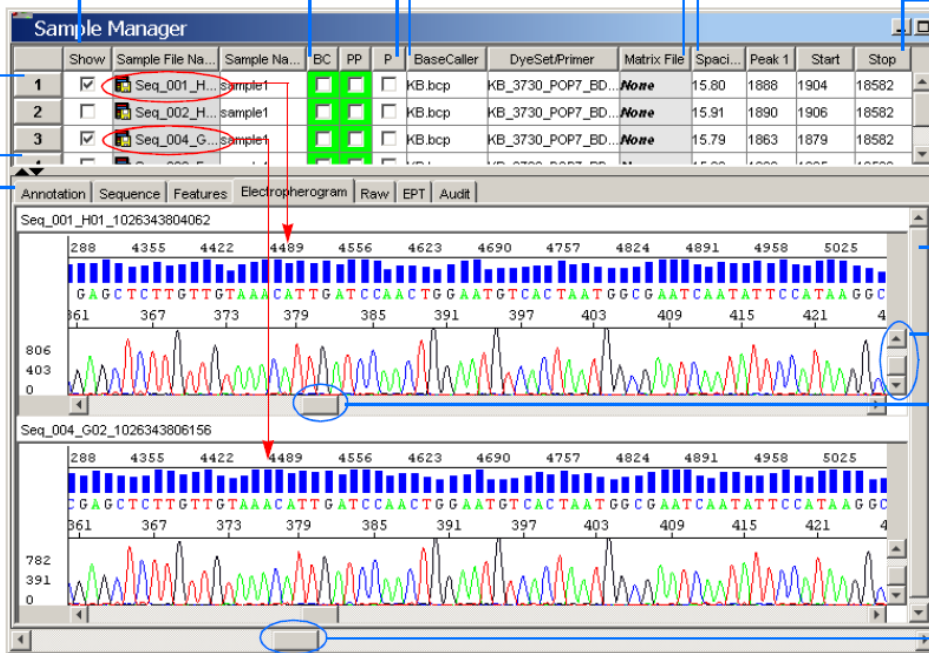 Sample Manager
Show Sample File Na... Sample Na... BC PP P BaseCaller DyeSet/Primer Matrix File Spaci... Peak 1 Start Stop
1 Seq_001_H... sample1 KB.bcp KB_3730_POP7_BD... None 15.80 1888 1904 18582
2 Seq_002_H... sample1 KB.bcp KB_3730_POP7_BD... None 15.91 1890 1906 18582
3 Seq_004_G... sample1 KB.bcp KB_3730_POP7_BD... None 15.79 1863 1879 18582
Annotation Sequence Features Electropherogram Raw EPT Audit
Seq_001_H01_1026343804062
288 4355 4422 4489 4556 4623 4690 4757 4824 4891 4958 5025
GAGCTCTTGTTGTAAACATTGATCCAACTGGAATGTCACTAATGGCGAATCAATATTCCATAAGGC
361 367 373 379 385 391 397 403 409 415 421 4
806
403
0
Seq_004_G02_1026343806156
288 4355 4422 4489 4556 4623 4690 4757 4824 4891 4958 5025
CGAGCTCTTGTTGTAAACATTGATCCAACTGGAATGTCACTAATGGCGAATCAATATTCCATAAGGC
361 367 373 379 385 391 397 403 409 415 421 4
782
391
0